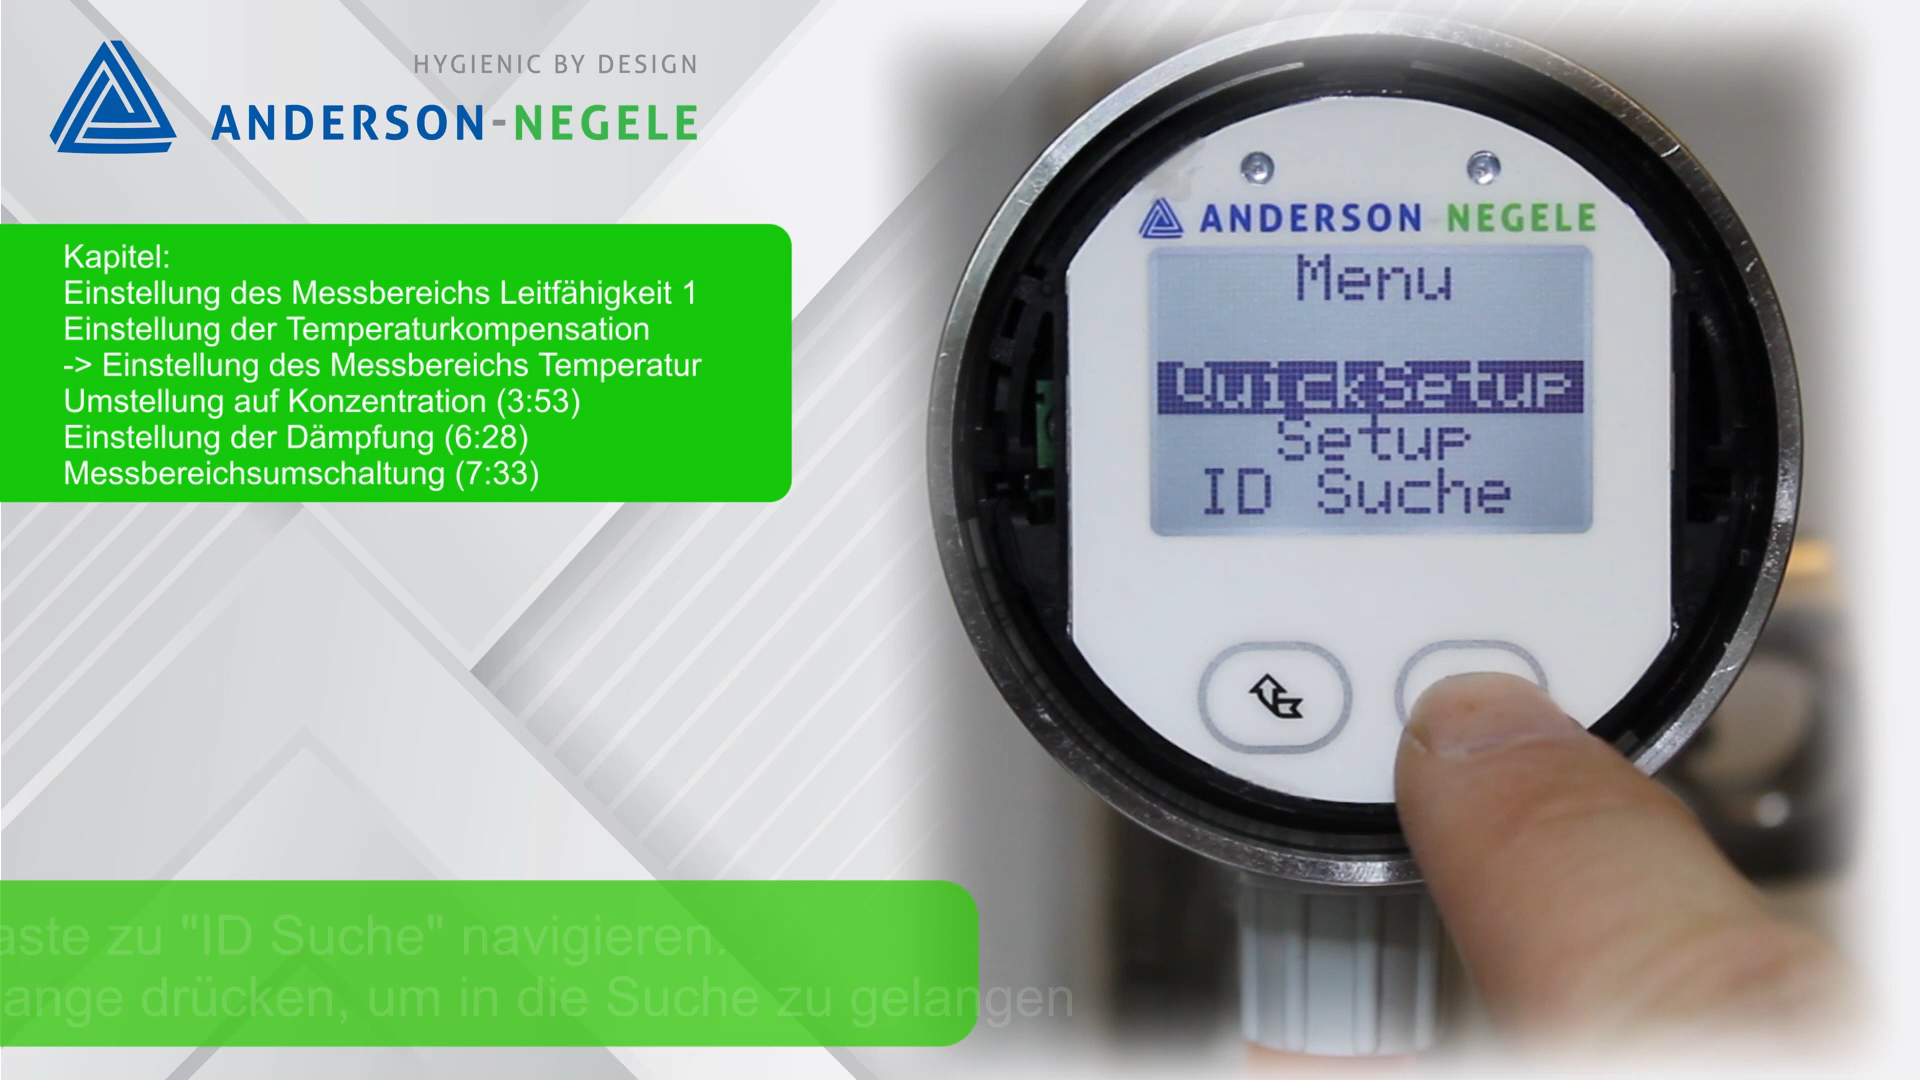 HYGIENIC BY DESIGN
ANDERSON-NEGELE
Kapitel:
Einstellung des Messbereichs Leitfähigkeit 1
Einstellung der Temperaturkompensation
-> Einstellung des Messbereichs Temperatur
Umstellung auf Konzentration (3:53)
Einstellung der Dämpfung (6:28)
Messbereichsumschaltung (7:33)
ANDERSON NEGELE
Menu
QuickSetup
Setup
ID Suche
aste zu "ID Suche" navigieren.
ange drücken, um in die Suche zu gelangen